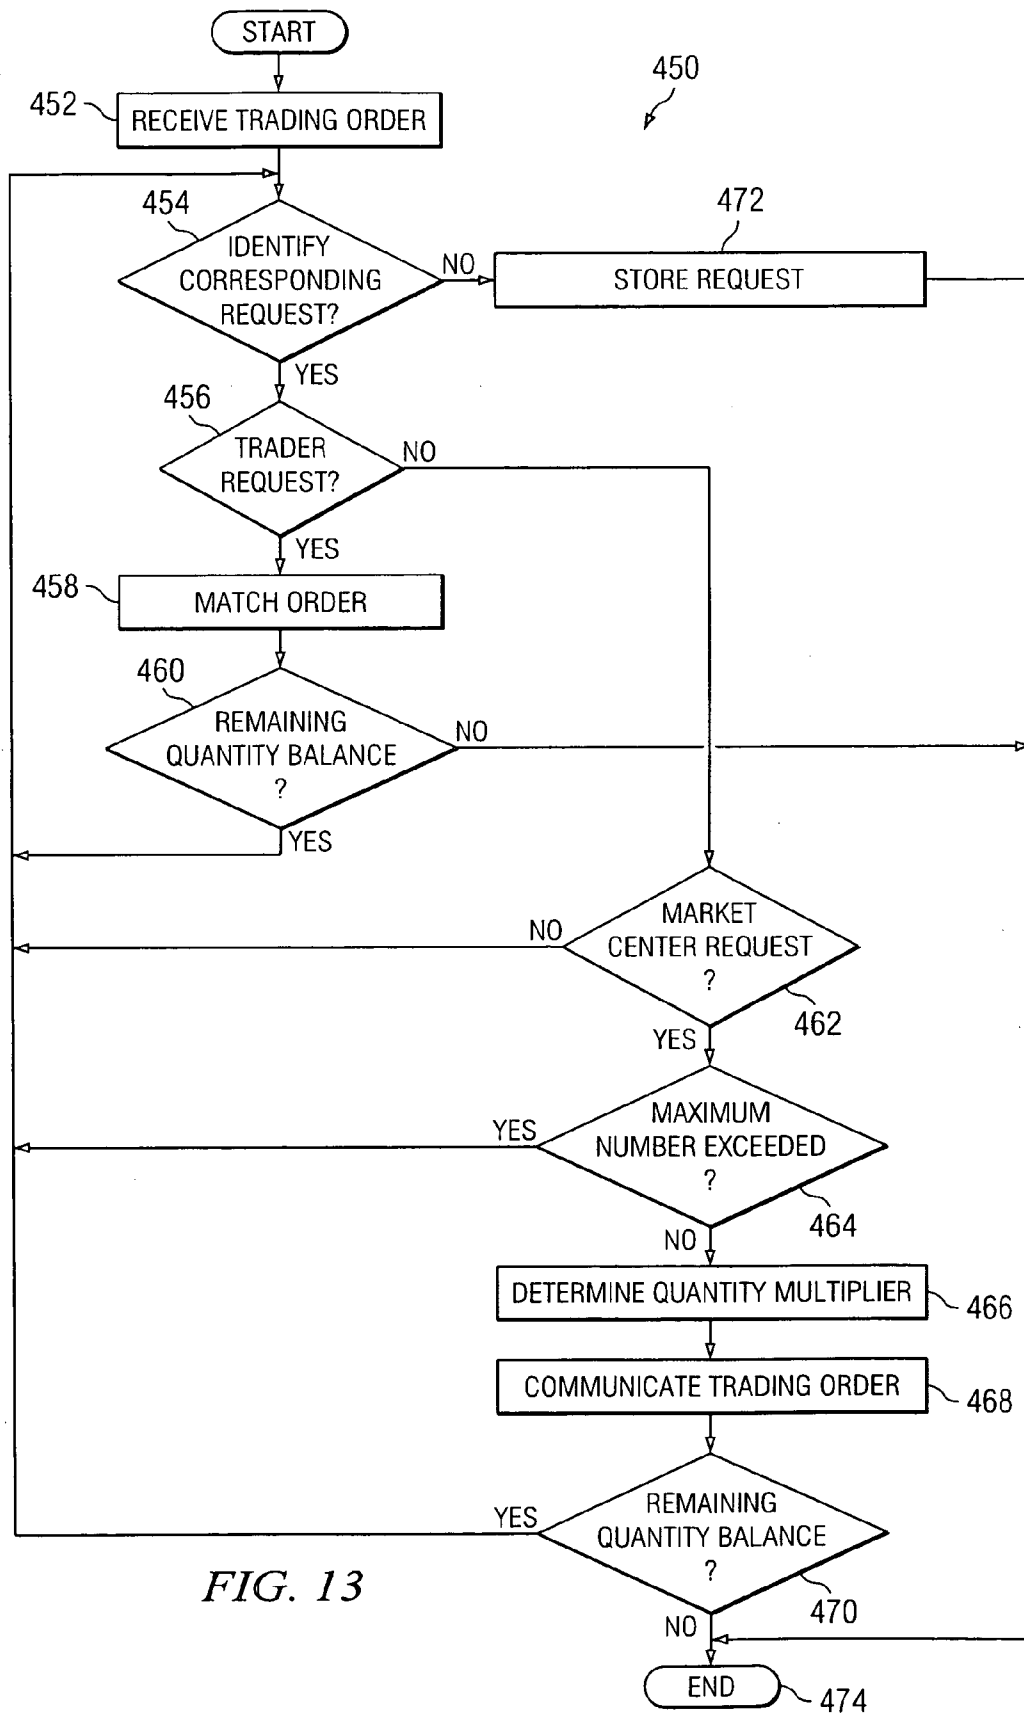 START
450
452
RECEIVE TRADING ORDER
454
472
IDENTIFY
CORRESPONDING
REQUEST?
NO
STORE REQUEST
YES
456
TRADER
REQUEST?
NO
YES
458
MATCH ORDER
460
REMAINING
QUANTITY BALANCE
?
NO
YES
MARKET
CENTER REQUEST
?
NO
462
YES
MAXIMUM
NUMBER EXCEEDED
?
YES
464
NO
DETERMINE QUANTITY MULTIPLIER
466
COMMUNICATE TRADING ORDER
468
REMAINING
QUANTITY BALANCE
?
YES
470
FIG. 13
NO
END
474